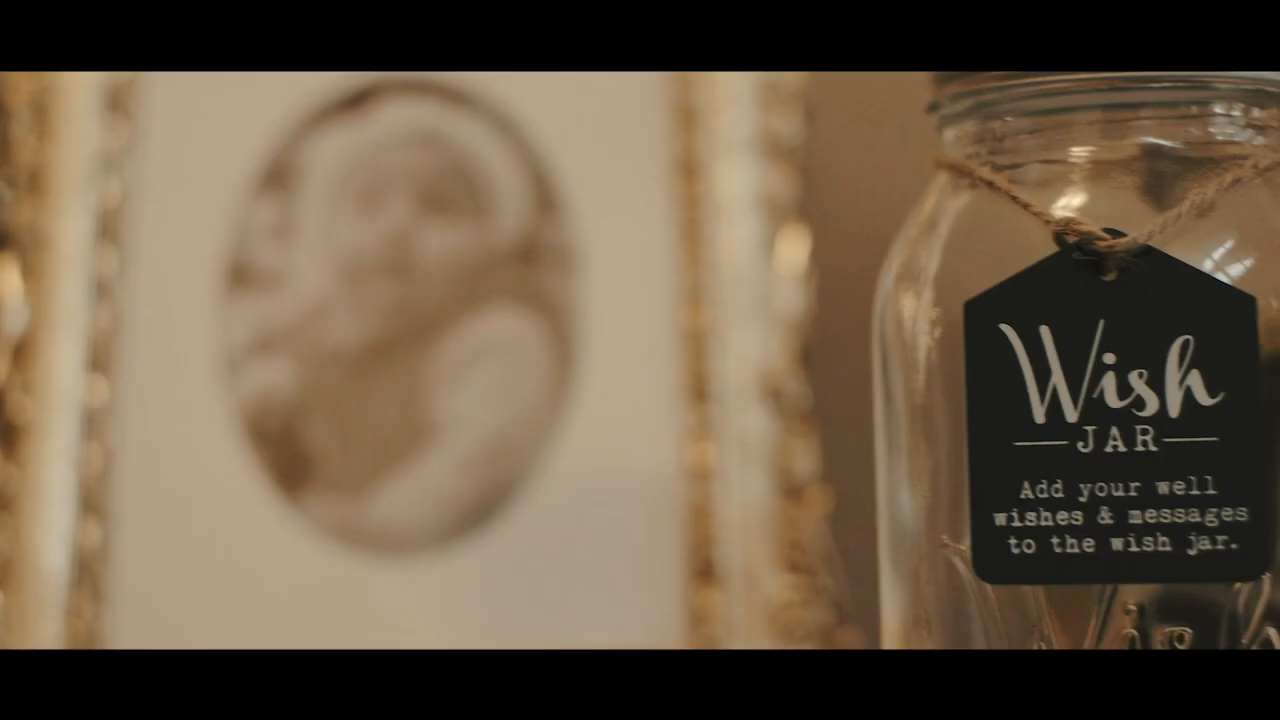 Wish
JAR
Add your well
wishes & messages
to the wish jar.